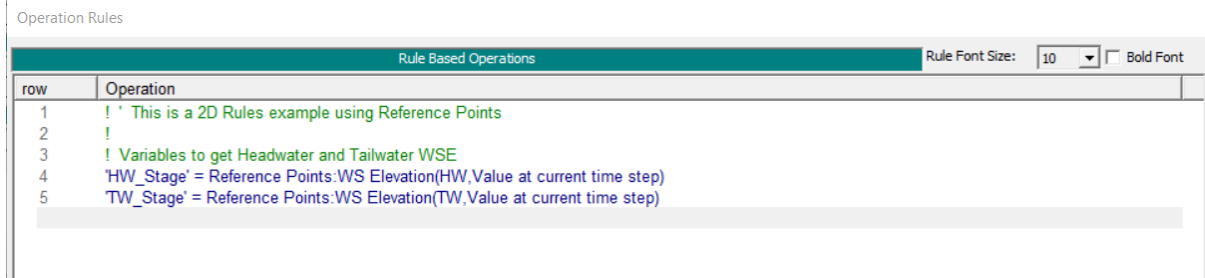 Operation Rules
Rule Based Operations Rule Font Size: 10 Bold Font
row Operation
1 ! ' This is a 2D Rules example using Reference Points
2 !
3 ! Variables to get Headwater and Tailwater WSE
4 'HW_Stage' = Reference Points:WS Elevation(HW,Value at current time step)
5 'TW_Stage' = Reference Points:WS Elevation(TW,Value at current time step)